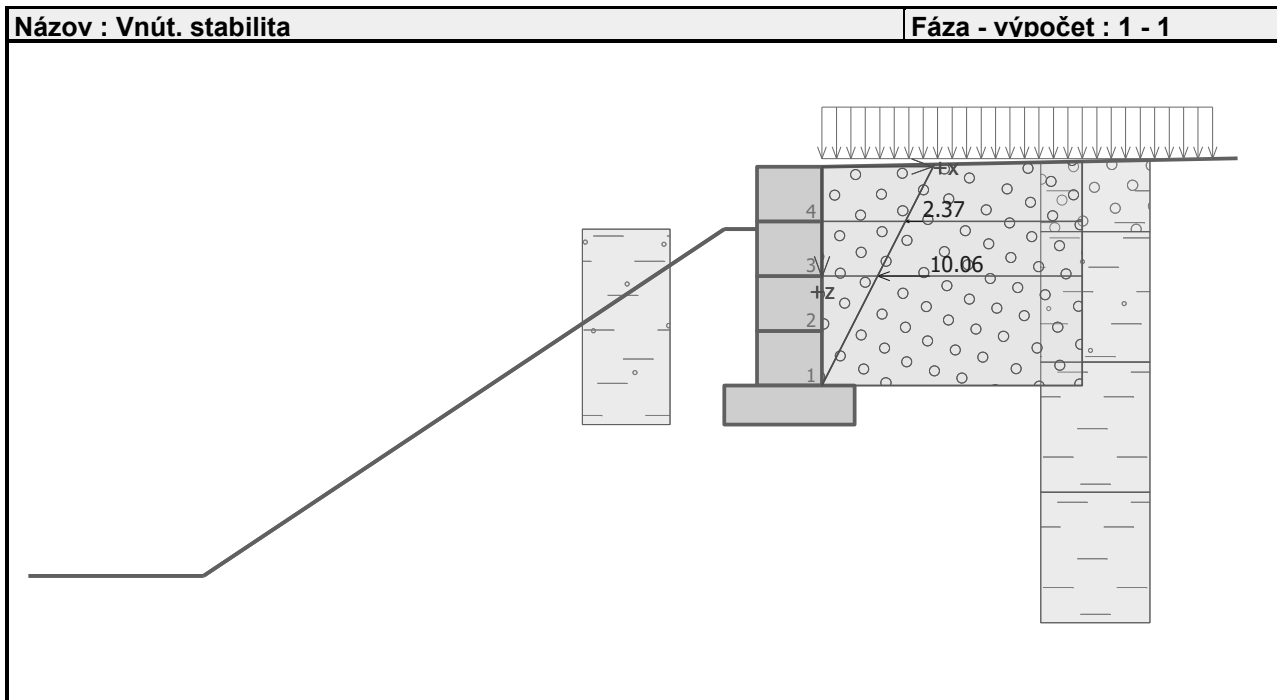 Názov : Vnút. stabilita
Fáza - výpočet : 1 - 1
+x
4
2.37
3
10.06
+z
2
1